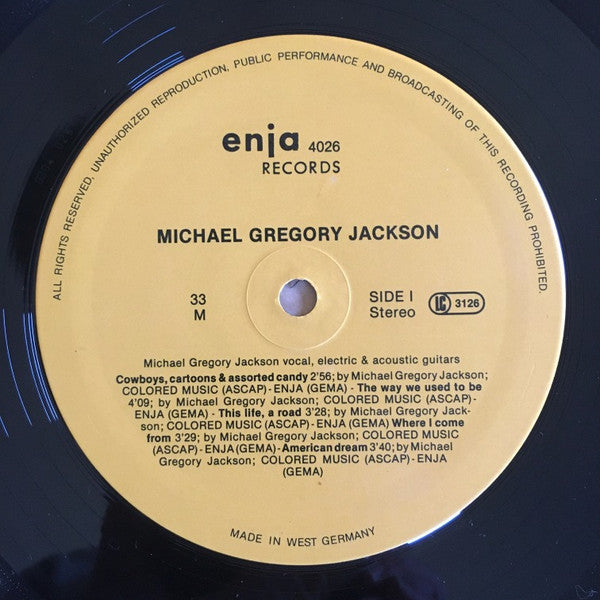 ALL RIGHTS RESERVED. UNAUTHORIZED REPRODUCTION, PUBLIC PERFORMANCE AND BROADCASTING OF THIS RECORDING PROHIBITED.
enja 4026
RECORDS
MICHAEL GREGORY JACKSON
33
M
SIDE I
Stereo
LC 3126
Michael Gregory Jackson vocal, electric & acoustic guitars
Cowboys, cartoons & assorted candy 2'56; by Michael Gregory Jackson;
COLORED MUSIC (ASCAP) - ENJA (GEMA) - The way we used to be
4'09; by Michael Gregory Jackson; COLORED MUSIC (ASCAP)-
ENJA (GEMA) - This life, a road 3'28; by Michael Gregory Jack-
son; COLORED MUSIC (ASCAP) - ENJA (GEMA) Where I come
from 3'29; by Michael Gregory Jackson; COLORED MUSIC
(ASCAP) - ENJA (GEMA) - American dream 3'40; by Michael
Gregory Jackson; COLORED MUSIC (ASCAP) - ENJA
(GEMA)
MADE IN WEST GERMANY